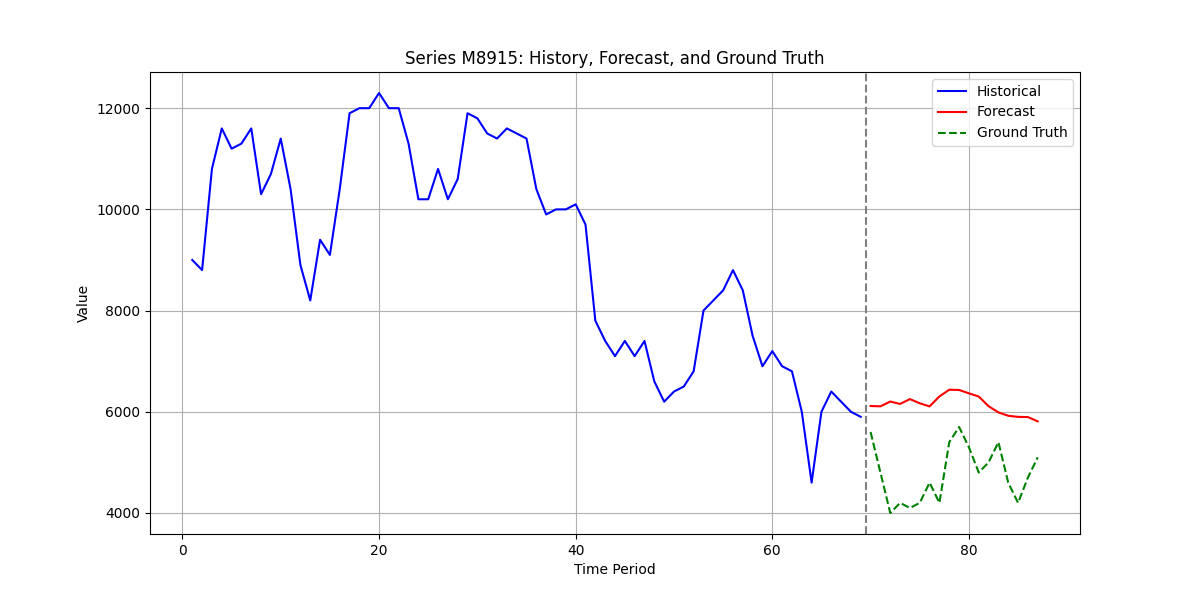 Series M8915: History, Forecast, and Ground Truth
Historical
Forecast
Ground Truth
12000
10000
8000
6000
4000
Value
0
20
40
60
80
Time Period